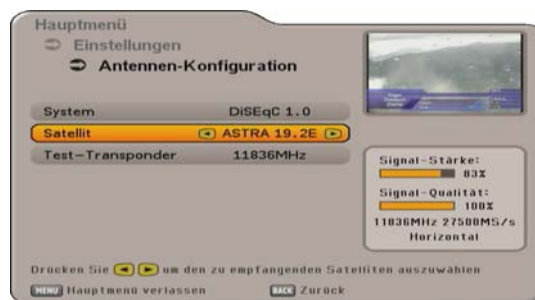 Hauptmenü
Einstellungen
Antennen-Konfiguration
System DiSEqC 1.0
Satellit ASTRA 19.2E
Test-Transponder 11836MHz
Signal-Stärke:
83%
Signal-Qualität:
100%
11836MHz 27500MS/s
Horizontal
Drücken Sie um den zu empfangenden Satelliten auszuwählen
MENU Hauptmenü verlassen BACK Zurück